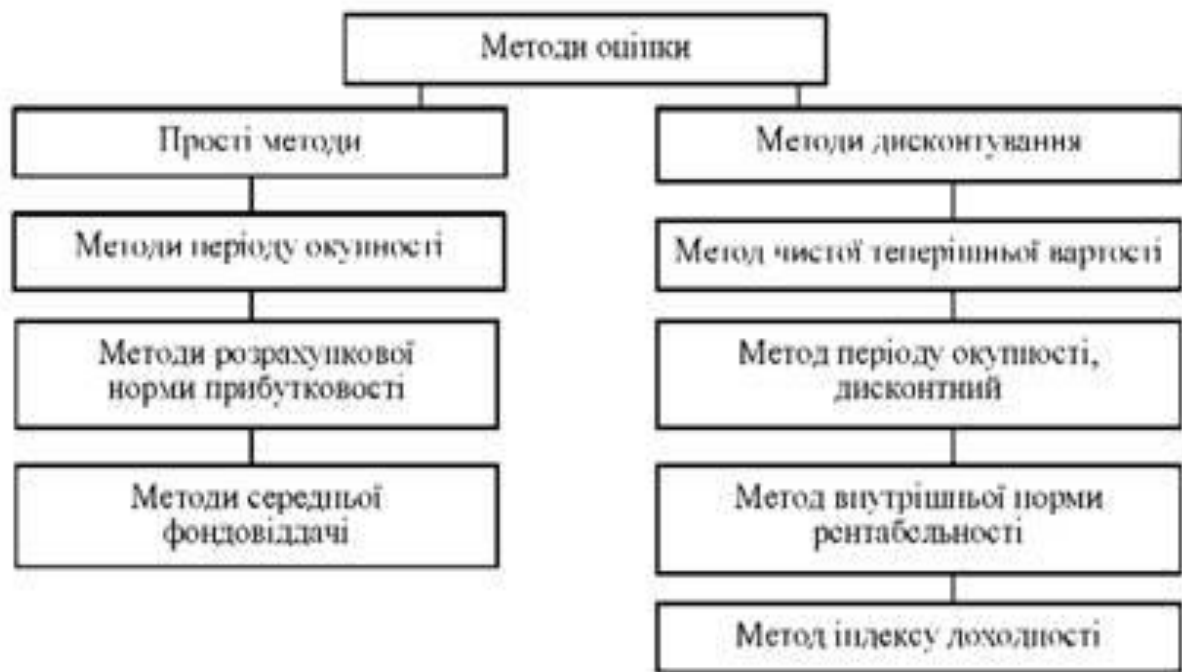 Методи оцінки
Прості методи
Методи дисконтування
Методи періоду окупності
Метод чистої теперішньої вартості
Методи розрахункової
норми прибутковості
Метод періоду окупності,
дисконтний
Методи середньої
фондовіддачі
Метод внутрішньої норми
рентабельності
Метод індексу доходності